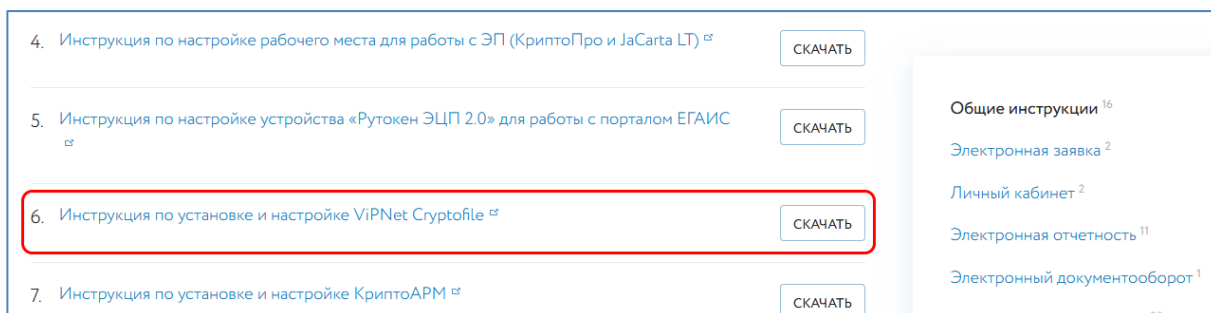 4. Инструкция по настройке рабочего места для работы с ЭП (КриптоПро и JaCarta LT)
СКАЧАТЬ
5. Инструкция по настройке устройства «Рутокен ЭЦП 2.0» для работы с порталом ЕГАИС
СКАЧАТЬ
6. Инструкция по установке и настройке ViPNet Cryptofile
СКАЧАТЬ
7. Инструкция по установке и настройке КриптоАРМ
СКАЧАТЬ
Общие инструкции 16
Электронная заявка 2
Личный кабинет 2
Электронная отчетность 11
Электронный документооборот 1